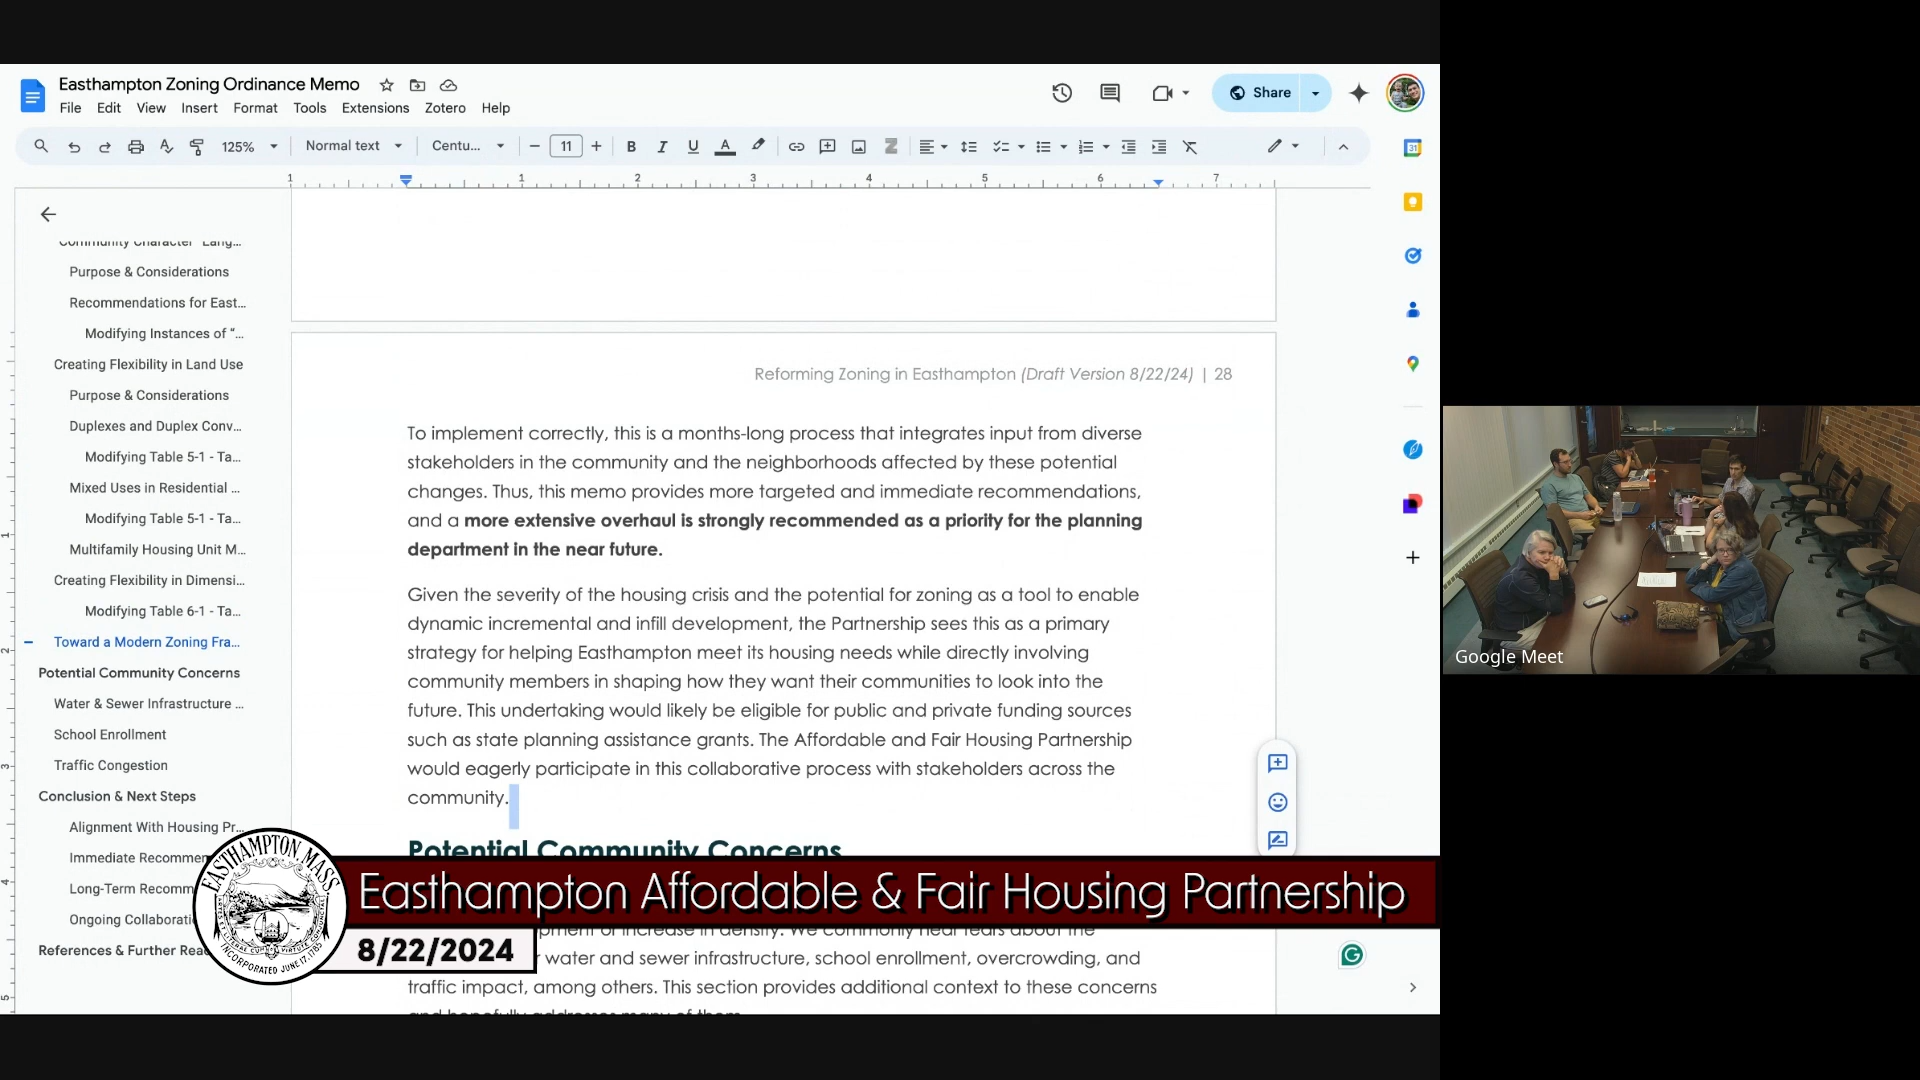 Easthampton Zoning Ordinance Memo
File Edit View Insert Format Tools Extensions Zotero Help
Share
125% Normal text Centu... 11
1 1 2 3 4 5 6 7
Purpose & Considerations
Recommendations for East...
Modifying Instances of “...
Creating Flexibility in Land Use
Purpose & Considerations
Duplexes and Duplex Conv...
Modifying Table 5-1 - Ta...
Mixed Uses in Residential ...
Modifying Table 5-1 - Ta...
Multifamily Housing Unit M...
Creating Flexibility in Dimensi...
Modifying Table 6-1 - Ta...
Toward a Modern Zoning Fra...
Potential Community Concerns
Water & Sewer Infrastructure ...
School Enrollment
Traffic Congestion
Conclusion & Next Steps
Alignment With Housing Pr...
Immediate Recommen
Long-Term Recomm
Ongoing Collaborati
References & Further Rea
Reforming Zoning in Easthampton (Draft Version 8/22/24) | 28
To implement correctly, this is a months-long process that integrates input from diverse
stakeholders in the community and the neighborhoods affected by these potential
changes. Thus, this memo provides more targeted and immediate recommendations,
and a more extensive overhaul is strongly recommended as a priority for the planning
department in the near future.
Given the severity of the housing crisis and the potential for zoning as a tool to enable
dynamic incremental and infill development, the Partnership sees this as a primary
strategy for helping Easthampton meet its housing needs while directly involving
community members in shaping how they want their communities to look into the
future. This undertaking would likely be eligible for public and private funding sources
such as state planning assistance grants. The Affordable and Fair Housing Partnership
would eagerly participate in this collaborative process with stakeholders across the
community.
Potential Community Concerns
Easthampton Affordable & Fair Housing Partnership
8/22/2024
EASTHAMPTON MASS.
INCORPORATED JUNE 17, 1785
water and sewer infrastructure, school enrollment, overcrowding, and
traffic impact, among others. This section provides additional context to these concerns
Google Meet